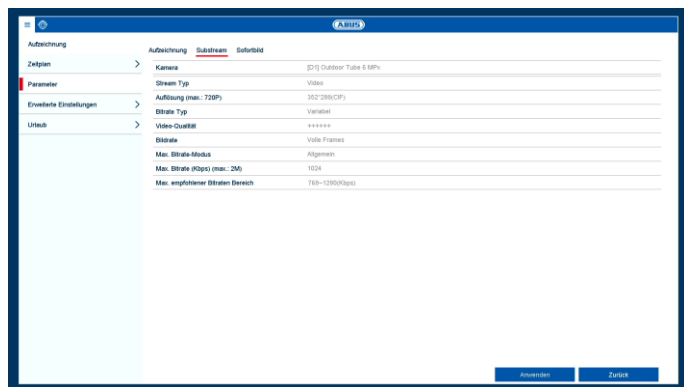 ABUS
Aufzeichnung
Zeitplan
Parameter
Erweiterte Einstellungen
Urlaub
Aufzeichnung Substream Sofortbild
Kamera [D1] Outdoor Tube 6 MPx
Stream Typ Video
Auflösung (max.: 720P) 352*288(CIF)
Bitrate Typ Variabel
Video-Qualität ++++++
Bildrate Volle Frames
Max. Bitrate-Modus Allgemein
Max. Bitrate (Kbps) (max.: 2M) 1024
Max. empfohlener Bitraten Bereich 768~1280(Kbps)
Anwenden Zurück